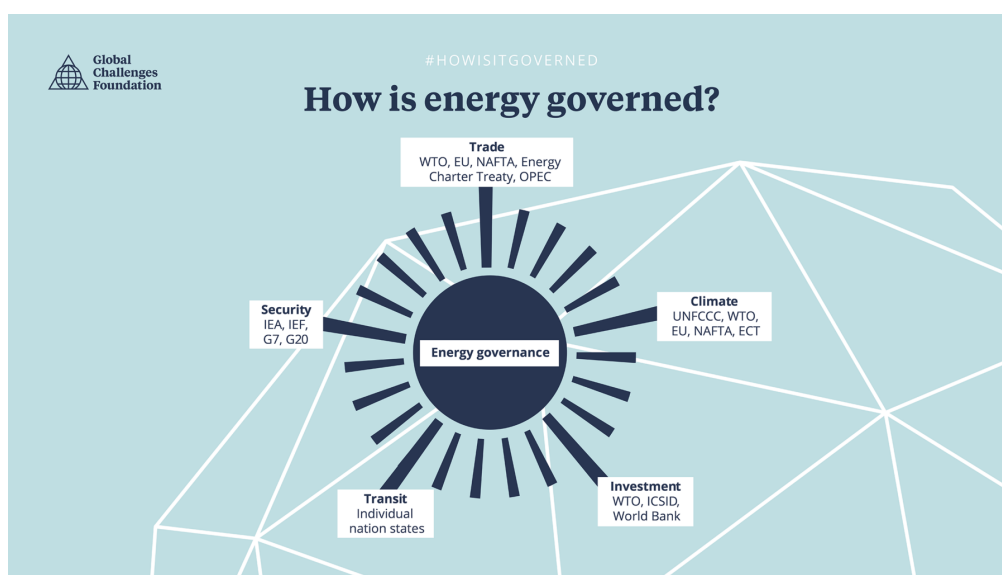 Global
Challenges
Foundation
#HOWISITGOVERNED
How is energy governed?
Trade
WTO, EU, NAFTA, Energy
Charter Treaty, OPEC
Security
IEA, IEF,
G7, G20
Climate
UNFCCC, WTO,
EU, NAFTA, ECT
Energy governance
Transit
Individual
nation states
Investment
WTO, ICSID,
World Bank